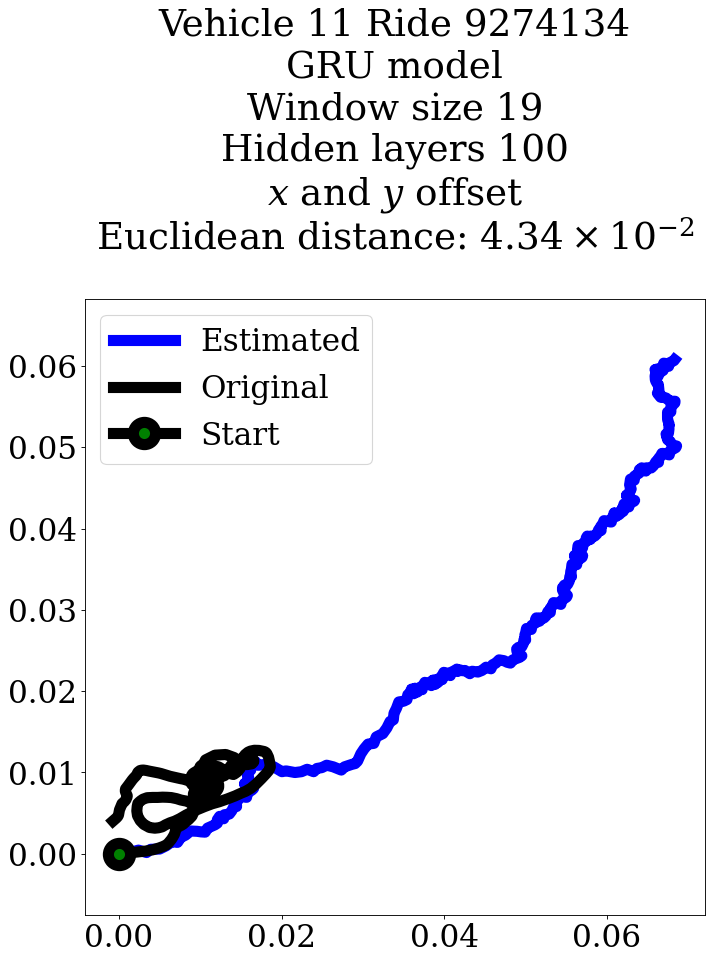 Vehicle 11 Ride 9274134
GRU model
Window size 19
Hidden layers 100
x and y offset
Euclidean distance: 4.34 × 10⁻²
Estimated
Original
Start
0.06
0.05
0.04
0.03
0.02
0.01
0.00
0.00 0.02 0.04 0.06